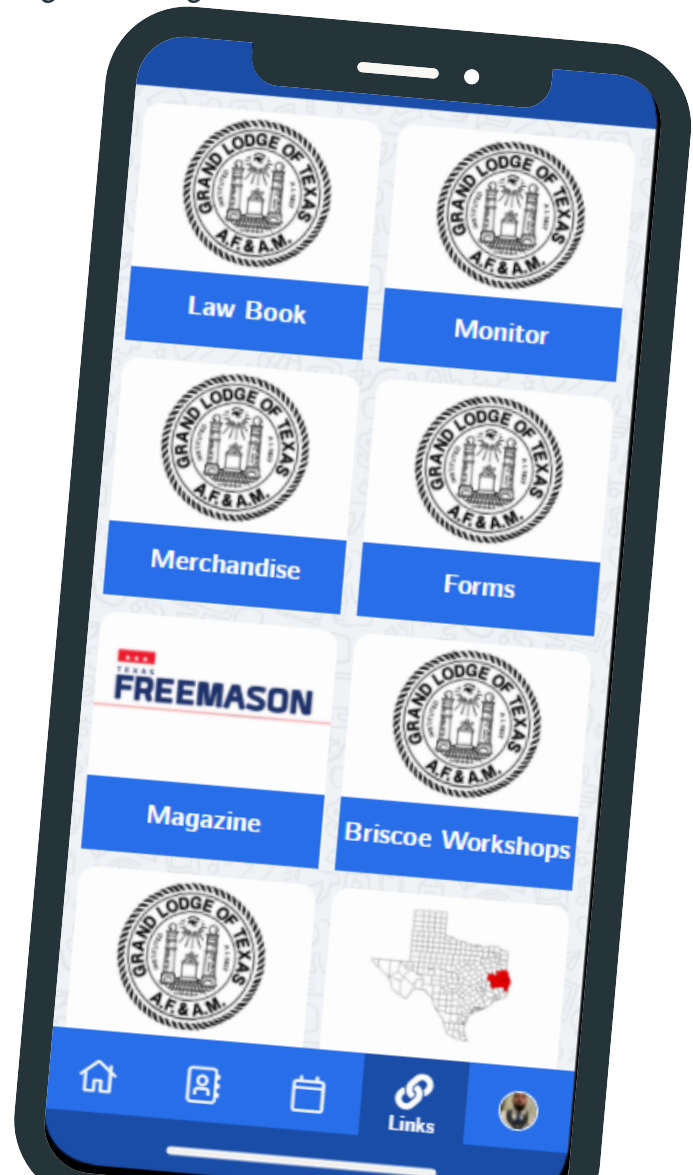 GRAND LODGE OF TEXAS
A.F. & A.M.
GRAND LODGE OF TEXAS
A.F. & A.M.
Law Book
Monitor
GRAND LODGE OF TEXAS
A.F. & A.M.
GRAND LODGE OF TEXAS
A.F. & A.M.
Merchandise
Forms
TEXAS
FREEMASON
GRAND LODGE OF TEXAS
A.F. & A.M.
Magazine
Briscoe Workshops
GRAND LODGE OF TEXAS
A.F. & A.M.
Links